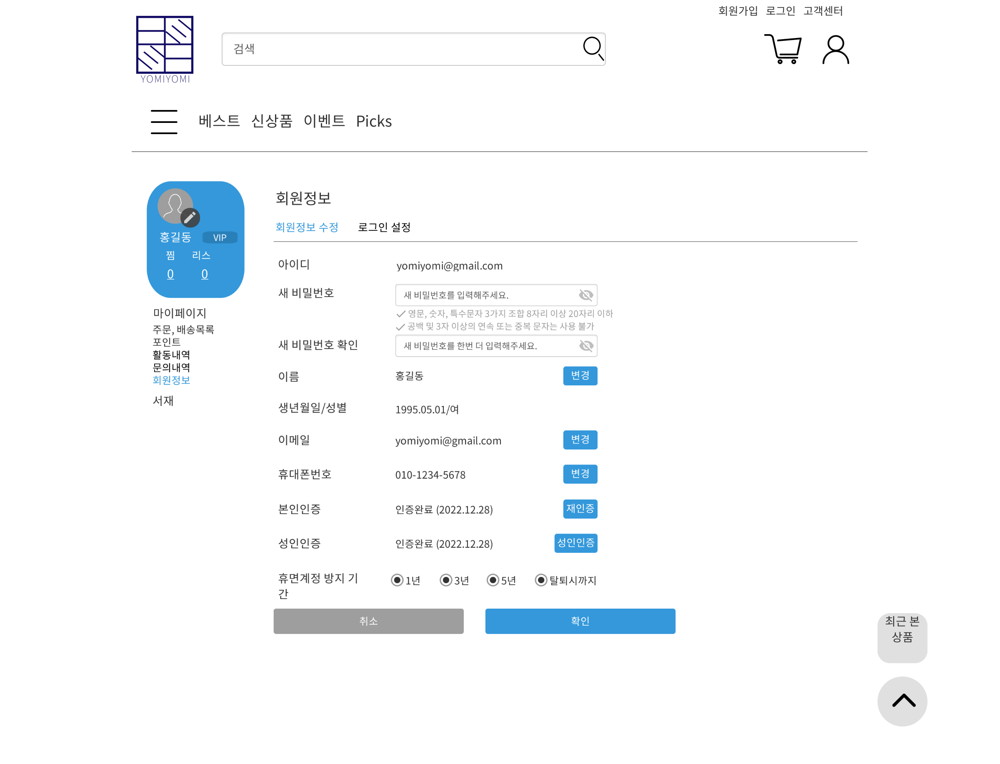 회원가입 로그인 고객센터
YOMIYOMI
검색
베스트 신상품 이벤트 Picks
홍길동 VIP
찜 리스
0 0
마이페이지
주문, 배송목록
포인트
활동내역
문의내역
회원정보
서재
회원정보
회원정보 수정 로그인 설정
아이디 yomiyomi@gmail.com
새 비밀번호 새 비밀번호를 입력해주세요.
영문, 숫자, 특수문자 3가지 조합 8자리 이상 20자리 이하
공백 및 3자 이상의 연속 또는 중복 문자는 사용 불가
새 비밀번호 확인 새 비밀번호를 한번 더 입력해주세요.
이름 홍길동 변경
생년월일/성별 1995.05.01/여
이메일 yomiyomi@gmail.com 변경
휴대폰번호 010-1234-5678 변경
본인인증 인증완료 (2022.12.28) 재인증
성인인증 인증완료 (2022.12.28) 성인인증
휴면계정 방지 기 1년 3년 5년 탈퇴시까지
간
취소 확인
최근 본
상품